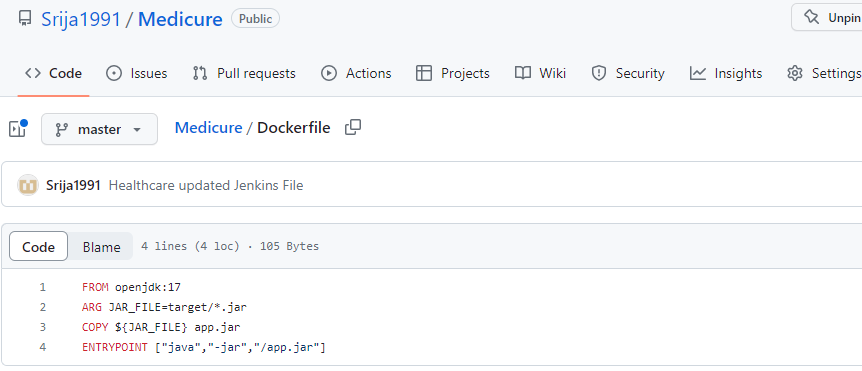 Srija1991 / Medicure Public Unpin
Code Issues Pull requests Actions Projects Wiki Security Insights Settings
master Medicure / Dockerfile
Srija1991 Healthcare updated Jenkins File
Code Blame 4 lines (4 loc) · 105 Bytes
1 FROM openjdk:17
2 ARG JAR_FILE=target/*.jar
3 COPY ${JAR_FILE} app.jar
4 ENTRYPOINT ["java","-jar","/app.jar"]